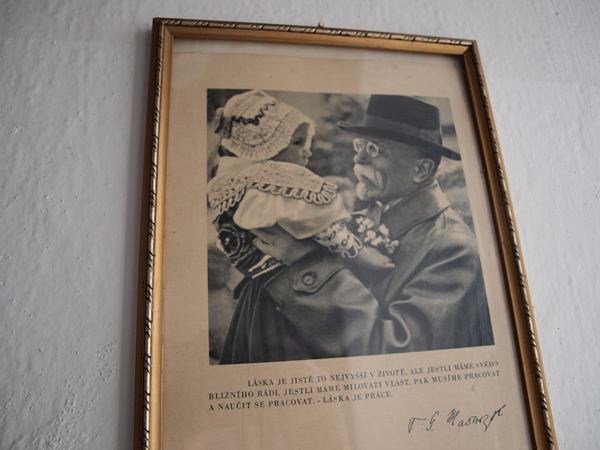 LÁSKA JE JISTĚ TO NEJVYŠŠÍ V ŽIVOTĚ, ALE JESTLI MÁME SVÉHO
BLIŽNÍHO RÁDI, JESTLI MÁME MILOVATI VLAST, PAK MUSÍME PRACOVAT
A NAUČIT SE PRACOVAT. - LÁSKA JE PRÁCE.
T. G. Masaryk